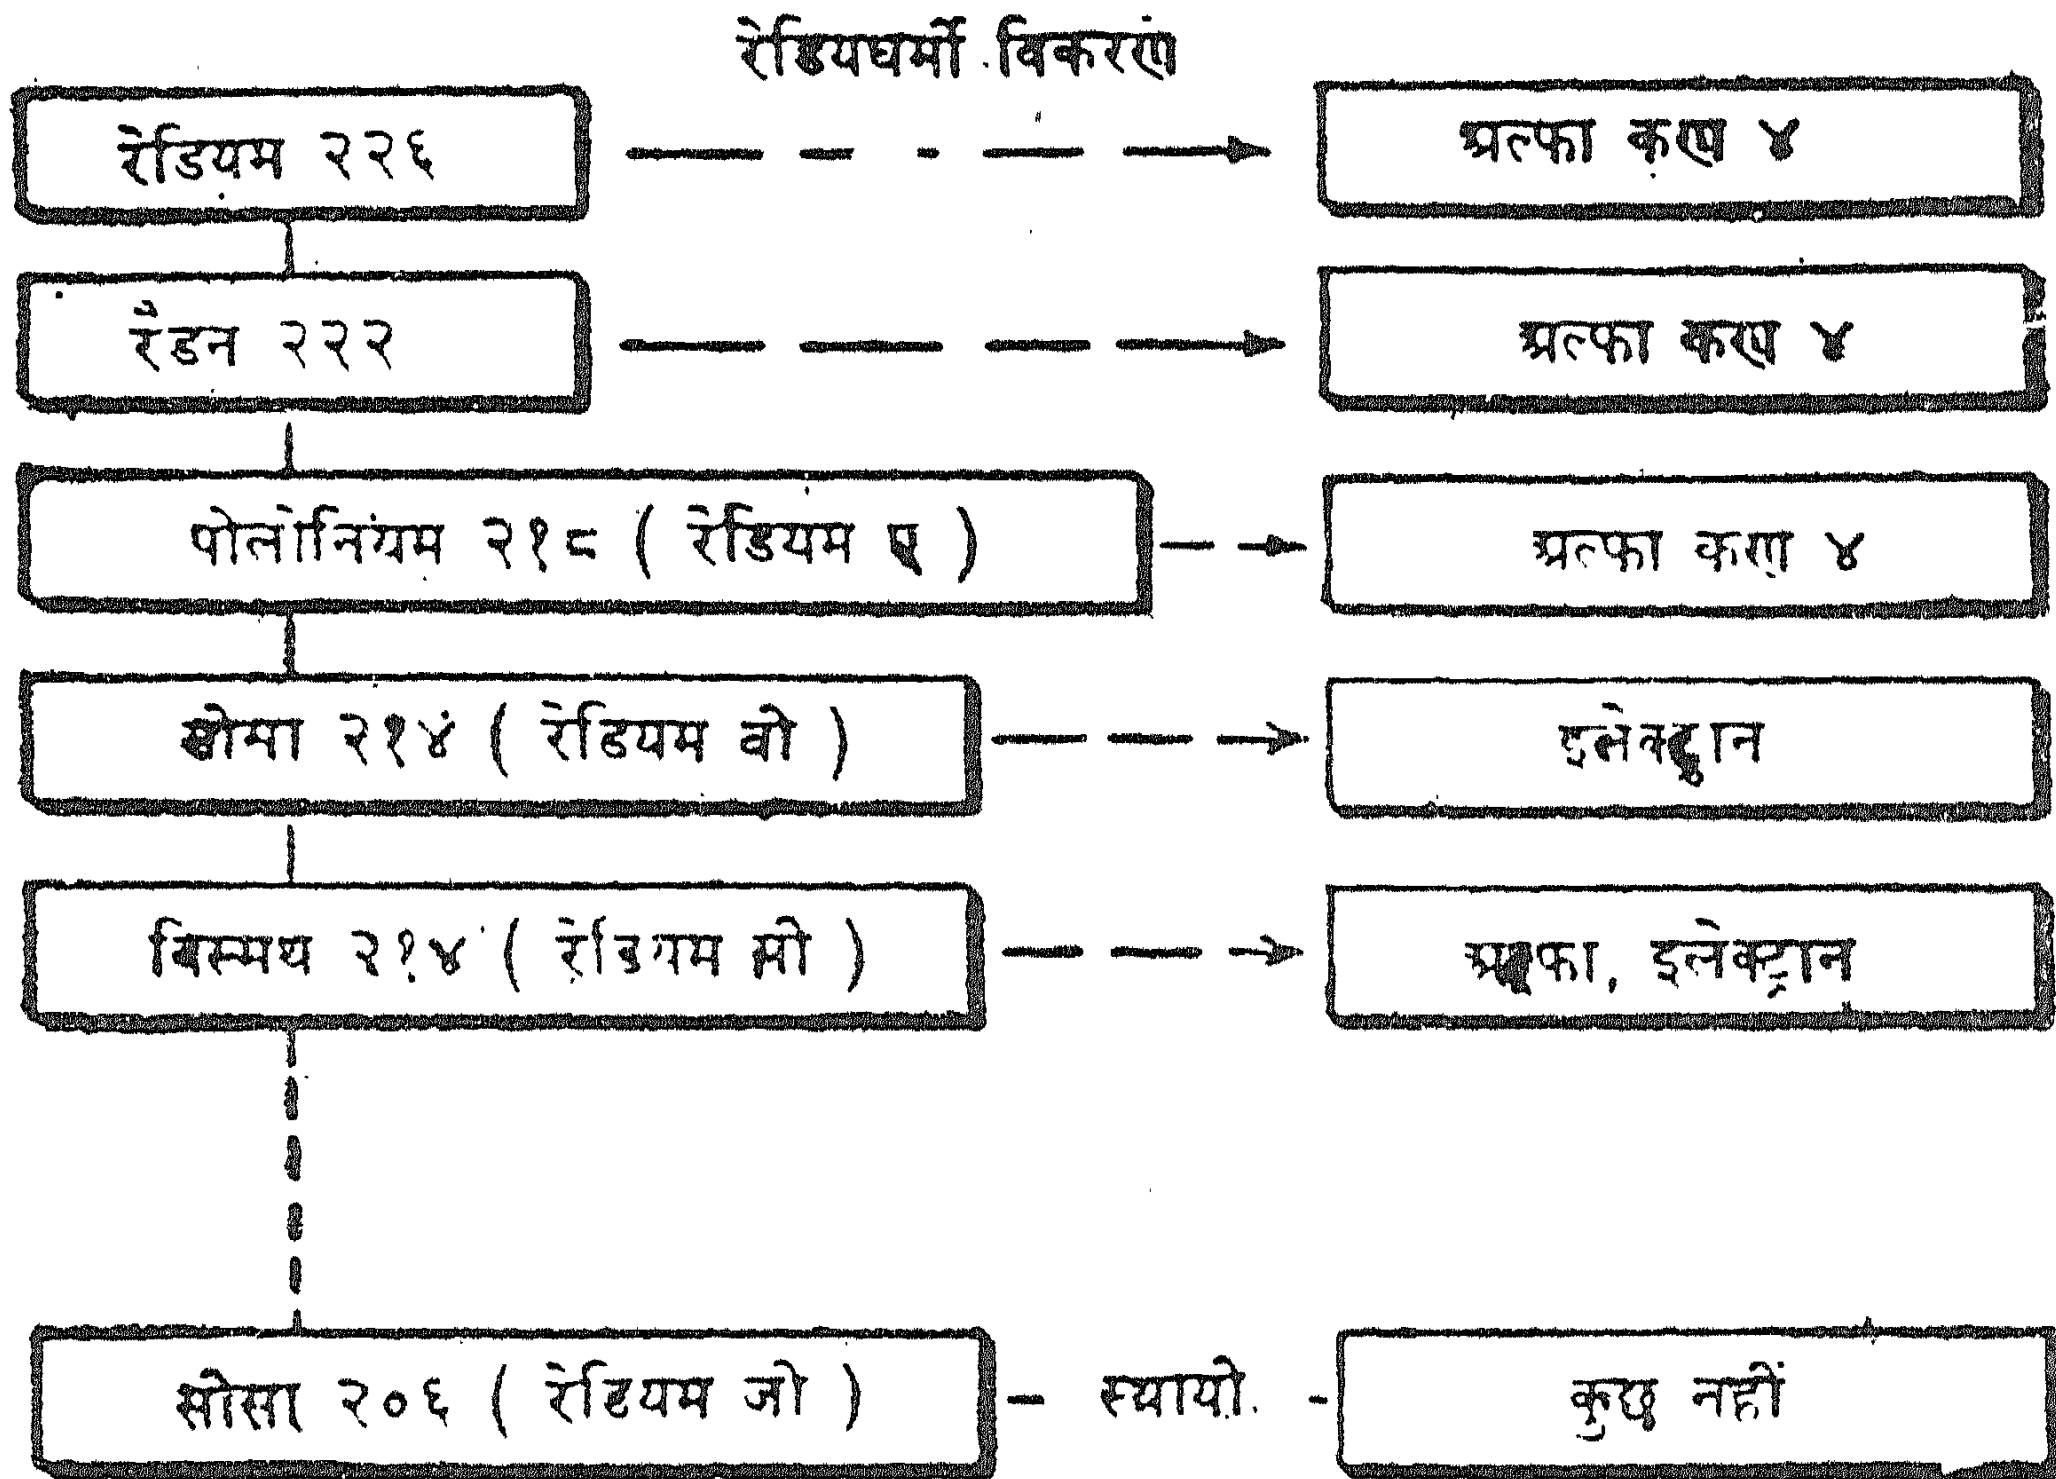 रेडियधर्मी विकरण
रेडियम २२६
अल्फा कण ४
रैडन २२२
अल्फा कण ४
पोलोनियम २१८ ( रेडियम ए )
अल्फा कण ४
सीसा २१४ ( रेडियम बी )
इलेक्ट्रान
बिस्मथ २१४ ( रेडियम सी )
अल्फा, इलेक्ट्रान
सीसा २०६ ( रेडियम जी )
स्थायी
कुछ नहीं